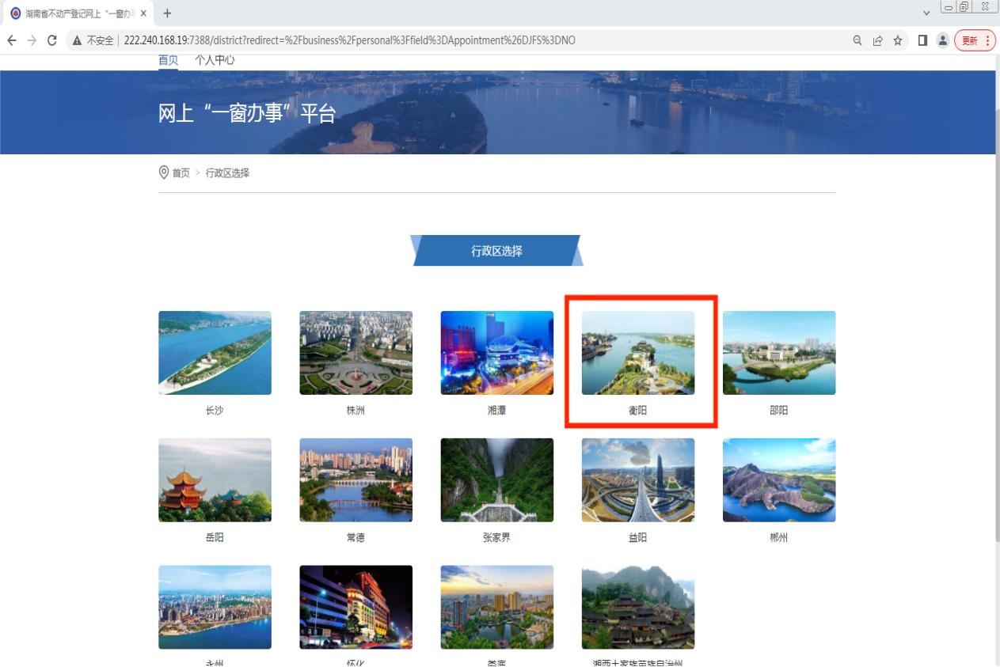 湖南省不动产登记网上“一窗办事
不安全
222.240.168.19:7388/district?redirect=%2Fbusiness%2Fpersonal%3Ffield%3DAppointment%26DJFS%3DNO
更新
首页 个人中心
网上“一窗办事”平台
首页 > 行政区选择
行政区选择
长沙 株洲 湘潭 衡阳 邵阳
岳阳 常德 张家界 益阳 郴州
永州 怀化 娄底 湘西土家族苗族自治州